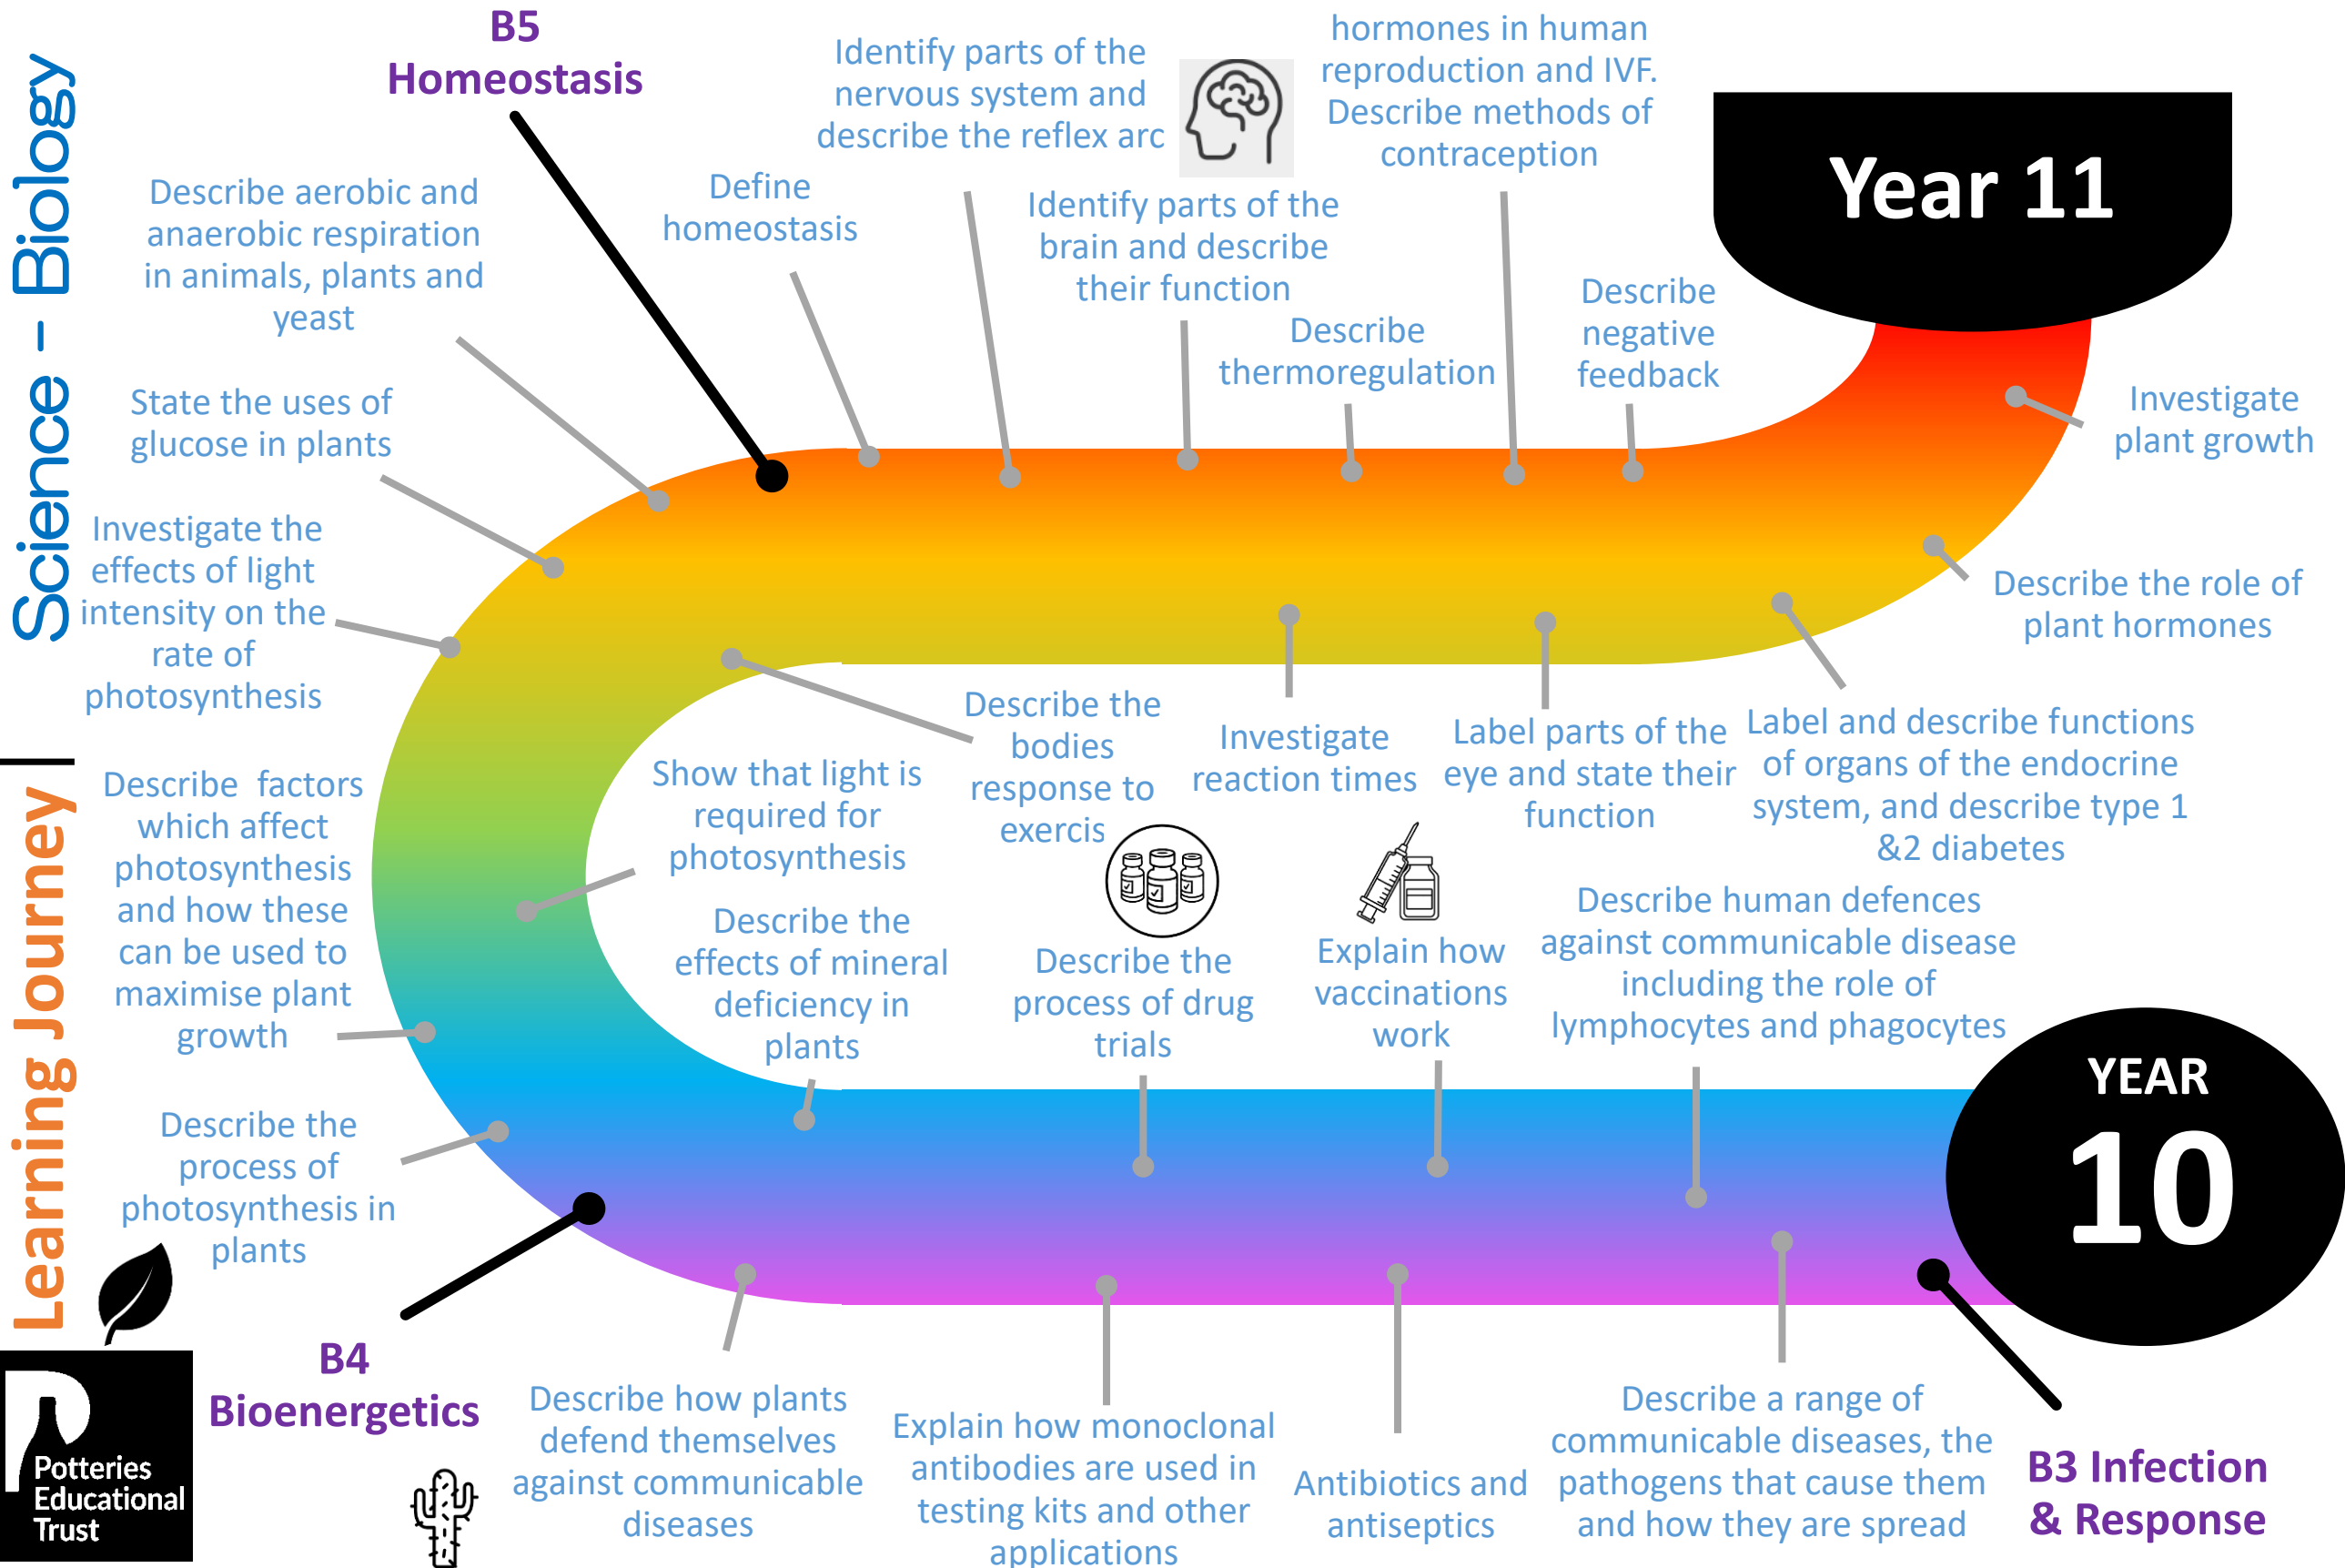 Science – Biology
Learning Journey
B5
Homeostasis
Identify parts of the
nervous system and
describe the reflex arc
hormones in human
reproduction and IVF.
Describe methods of
contraception
Year 11
Describe aerobic and
anaerobic respiration
in animals, plants and
yeast
Define
homeostasis
Identify parts of the
brain and describe
their function
Describe
thermoregulation
Describe
negative
feedback
Investigate
plant growth
State the uses of
glucose in plants
Investigate the
effects of light
intensity on the
rate of
photosynthesis
Describe the role of
plant hormones
Describe the
bodies
response to
exercis
Investigate
reaction times
Label parts of the
eye and state their
function
Label and describe functions
of organs of the endocrine
system, and describe type 1
&2 diabetes
Describe  factors
which affect
photosynthesis
and how these
can be used to
maximise plant
growth
Show that light is
required for
photosynthesis
Describe the
effects of mineral
deficiency in
plants
Describe the
process of drug
trials
Explain how
vaccinations
work
Describe human defences
against communicable disease
including the role of
lymphocytes and phagocytes
YEAR
10
Describe the
process of
photosynthesis in
plants
B4
Bioenergetics
Describe how plants
defend themselves
against communicable
diseases
Explain how monoclonal
antibodies are used in
testing kits and other
applications
Antibiotics and
antiseptics
Describe a range of
communicable diseases, the
pathogens that cause them
and how they are spread
B3 Infection
& Response
Potteries
Educational
Trust